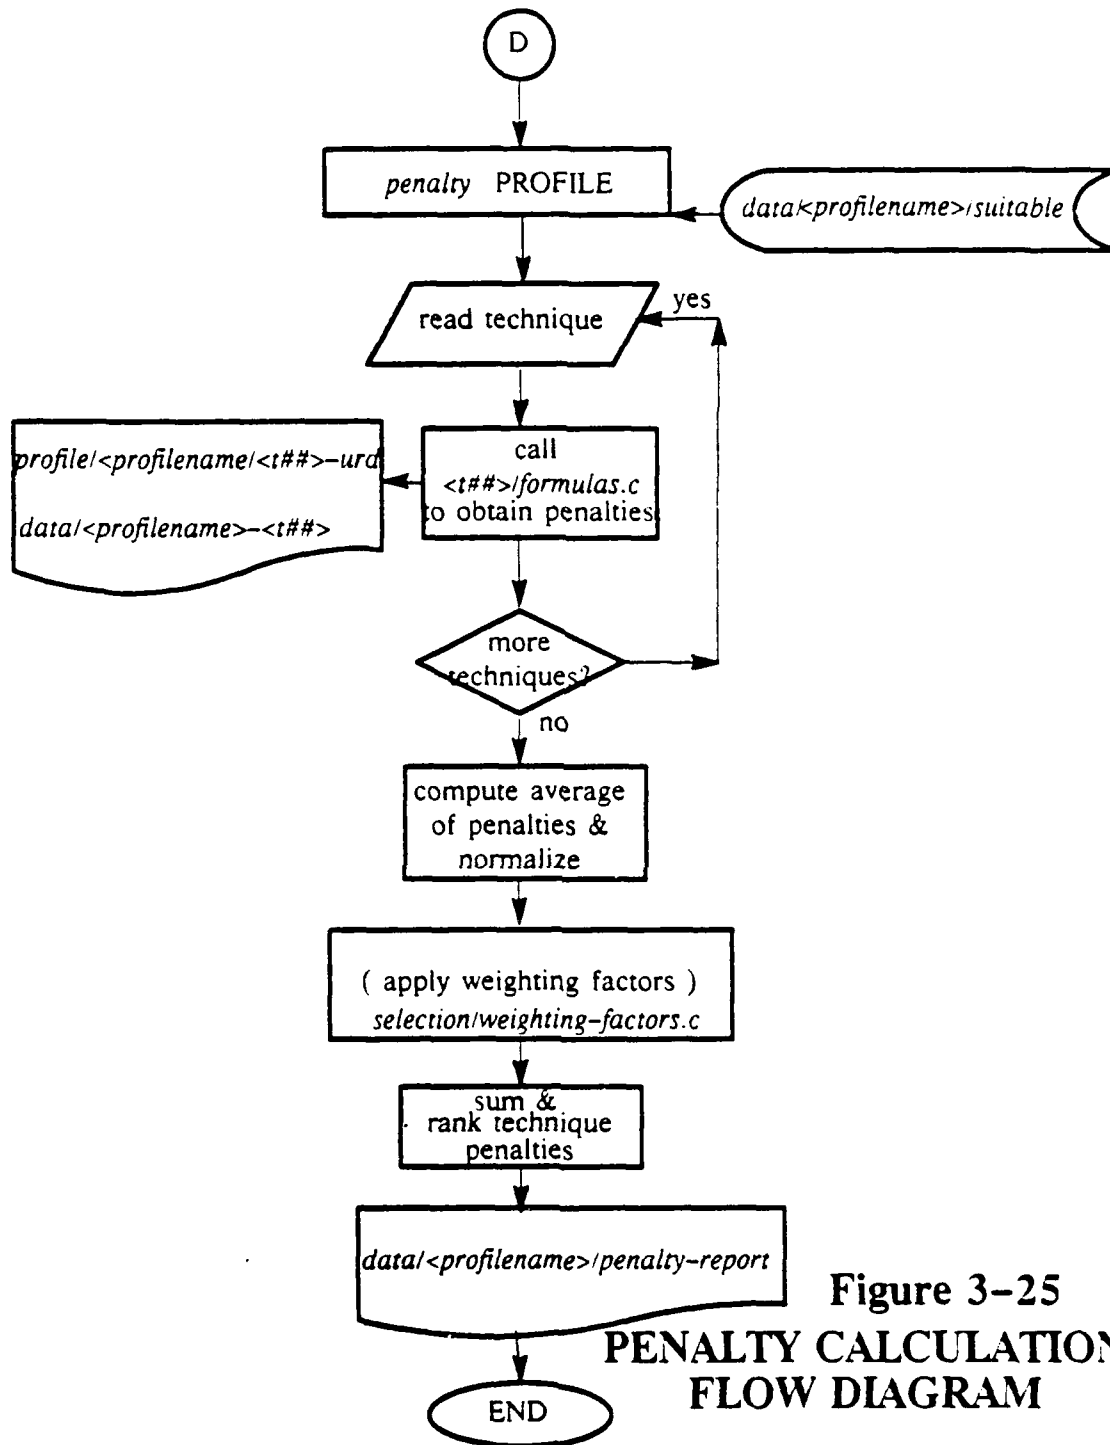 D
penalty PROFILE
data/<profilename>/suitable
read technique
yes
call
<t##>/formulas.c
to obtain penalties
profile/<profilename/<t##>-urd
data/<profilename>-<t##>
more
techniques?
no
compute average
of penalties &
normalize
( apply weighting factors )
selection/weighting-factors.c
sum &
rank technique
penalties
data/<profilename>/penalty-report
Figure 3-25
PENALTY CALCULATION
FLOW DIAGRAM
END